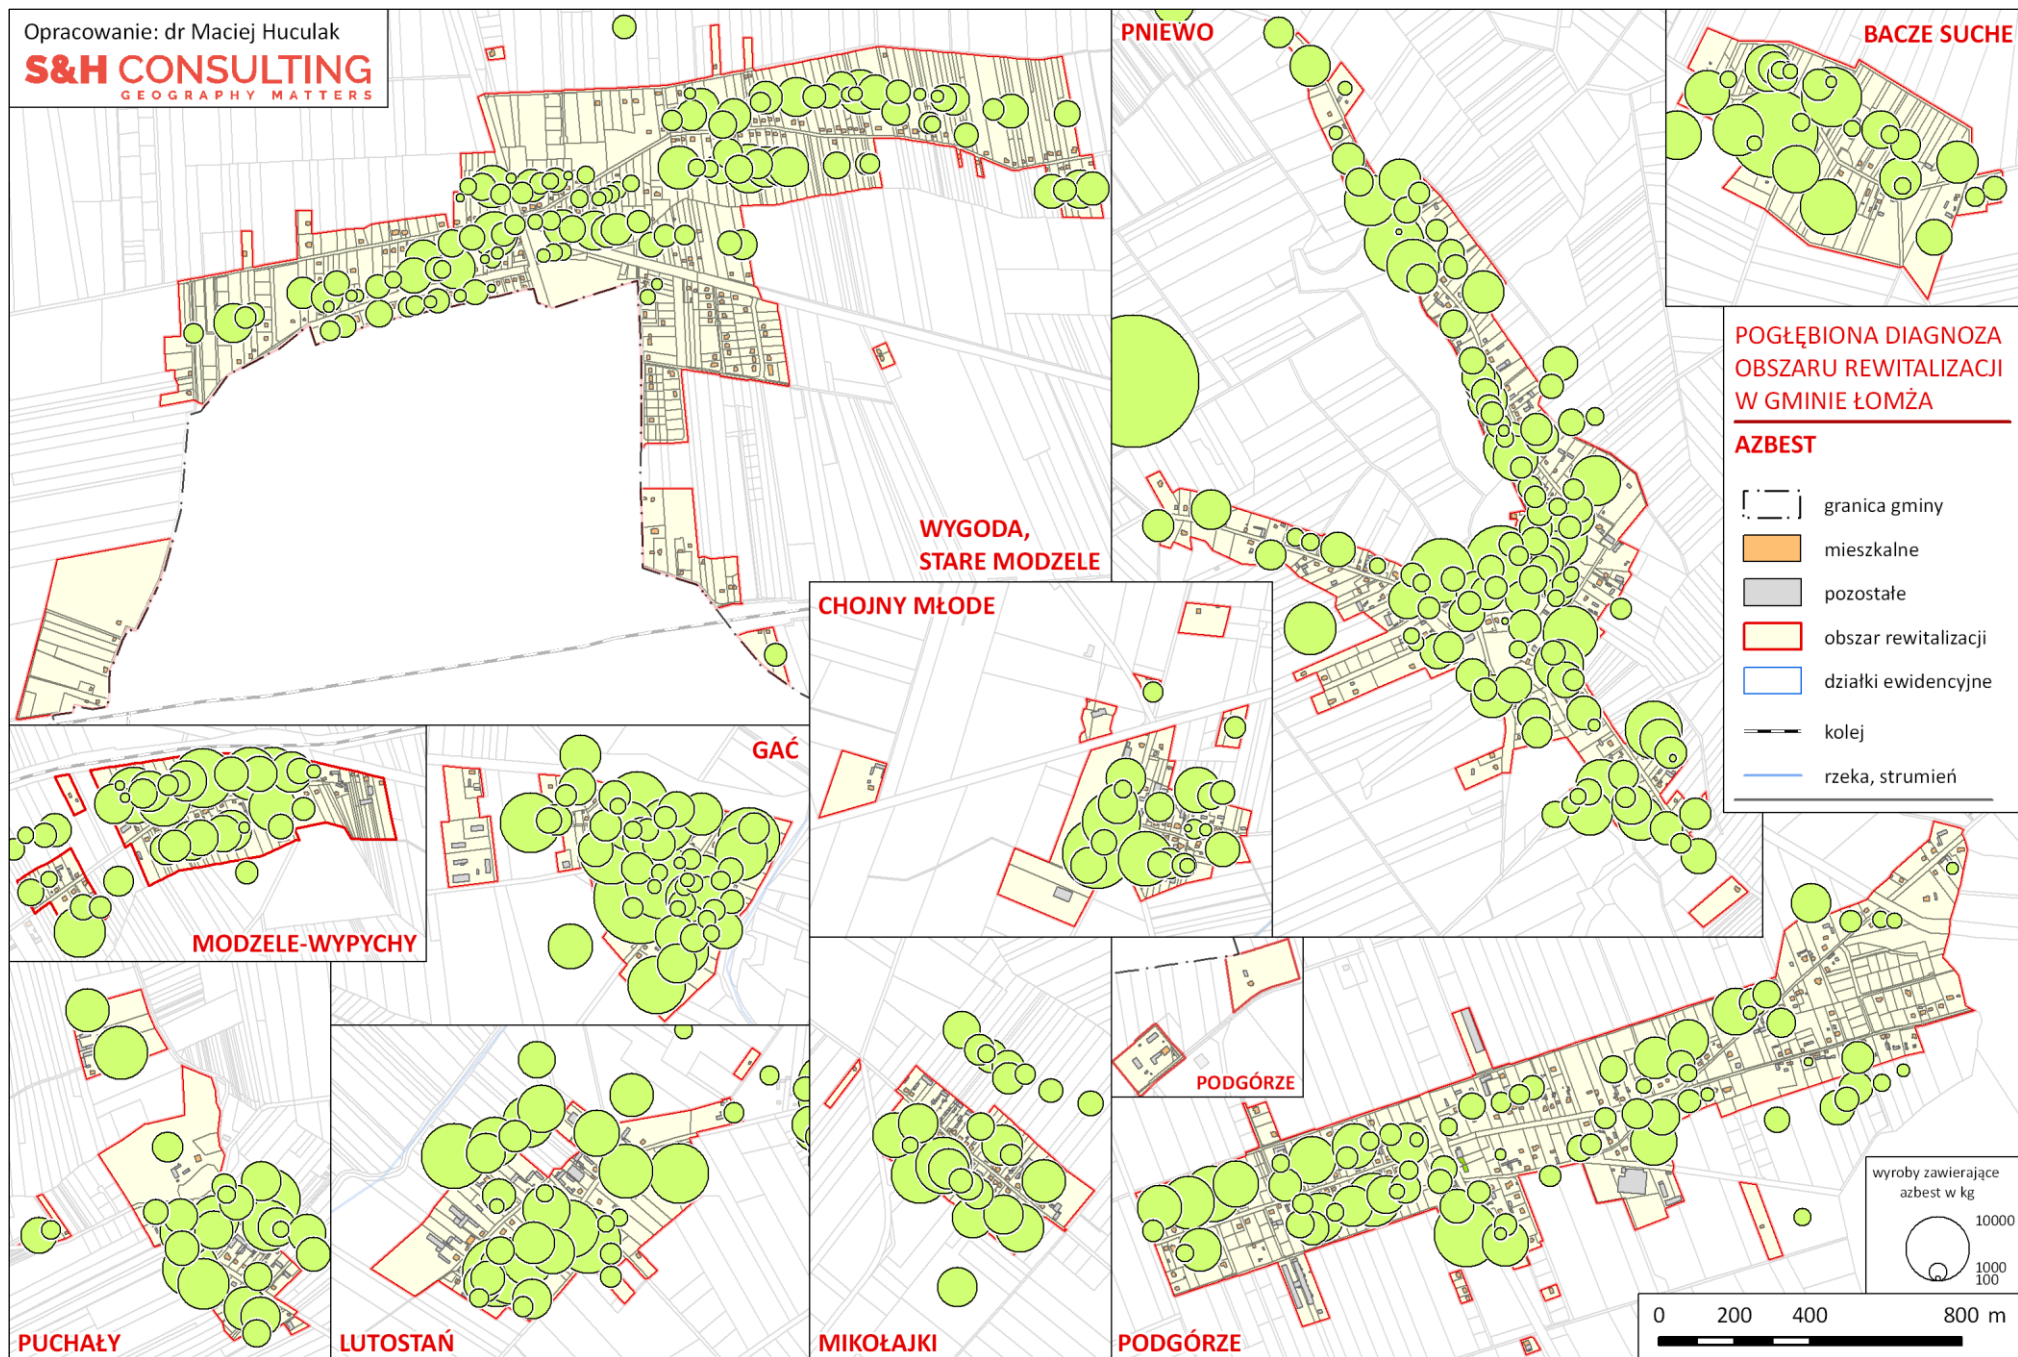 Opracowanie: dr Maciej Huculak
S&H CONSULTING
GEOGRAPHY MATTERS
PNIEWO
BACZE SUCHE
WYGODA,
STARE MODZELE
POGŁĘBIONA DIAGNOZA
OBSZARU REWITALIZACJI
W GMINIE ŁOMŻA
AZBEST
granica gminy
mieszkalne
pozostałe
obszar rewitalizacji
działki ewidencyjne
kolej
rzeka, strumień
CHOJNY MŁODE
GAĆ
MODZELE-WYPYCHY
PODGÓRZE
PUCHAŁY
LUTOSTAŃ
MIKOŁAJKI
PODGÓRZE
wyroby zawierające
azbest w kg
10000
1000
100
0 200 400 800 m